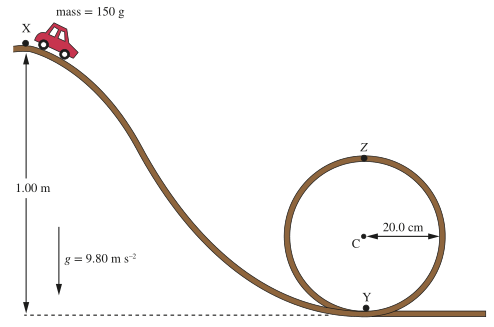 mass = 150 g
X
Z
1.00 m
20.0 cm
C
g = 9.80 m s⁻²
Y